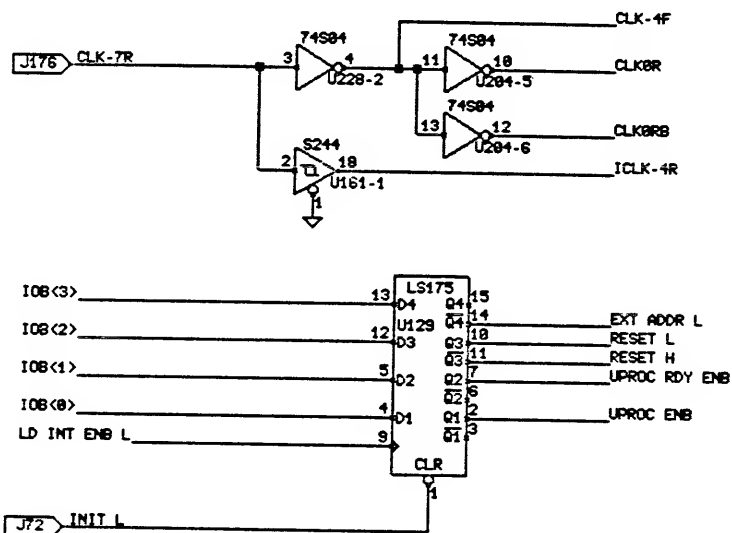 74S04
CLK-4F
J176 CLK-7R
3 4
U228-2
74S04
11 10
U204-5
CLK0R
74S04
13 12
U204-6
CLK0RB
S244
2 18
U161-1
ICLK-4R
1
LS175
IOB<3> 13 D4 Q4 15
U129 Q4 14 EXT ADDR L
IOB<2> 12 D3 Q3 10 RESET L
Q3 11 RESET H
IOB<1> 5 D2 Q2 7 UPROC RDY ENB
Q2 6
IOB<0> 4 D1 Q1 2 UPROC ENB
LD INT ENB L 9 Q1 3
CLR
1
J72 INIT L